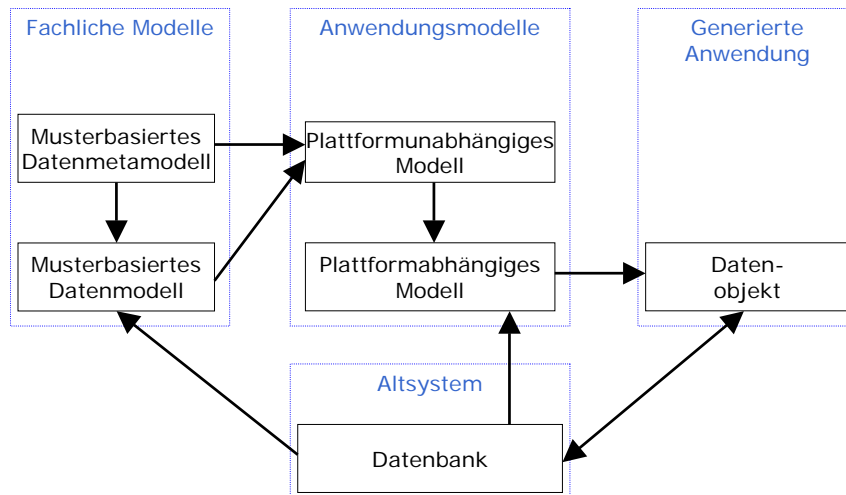 Fachliche Modelle
Musterbasiertes
Datenmetamodell
Musterbasiertes
Datenmodell
Anwendungsmodelle
Plattformunabhängiges
Modell
Plattformabhängiges
Modell
Generierte
Anwendung
Daten-
objekt
Altsystem
Datenbank